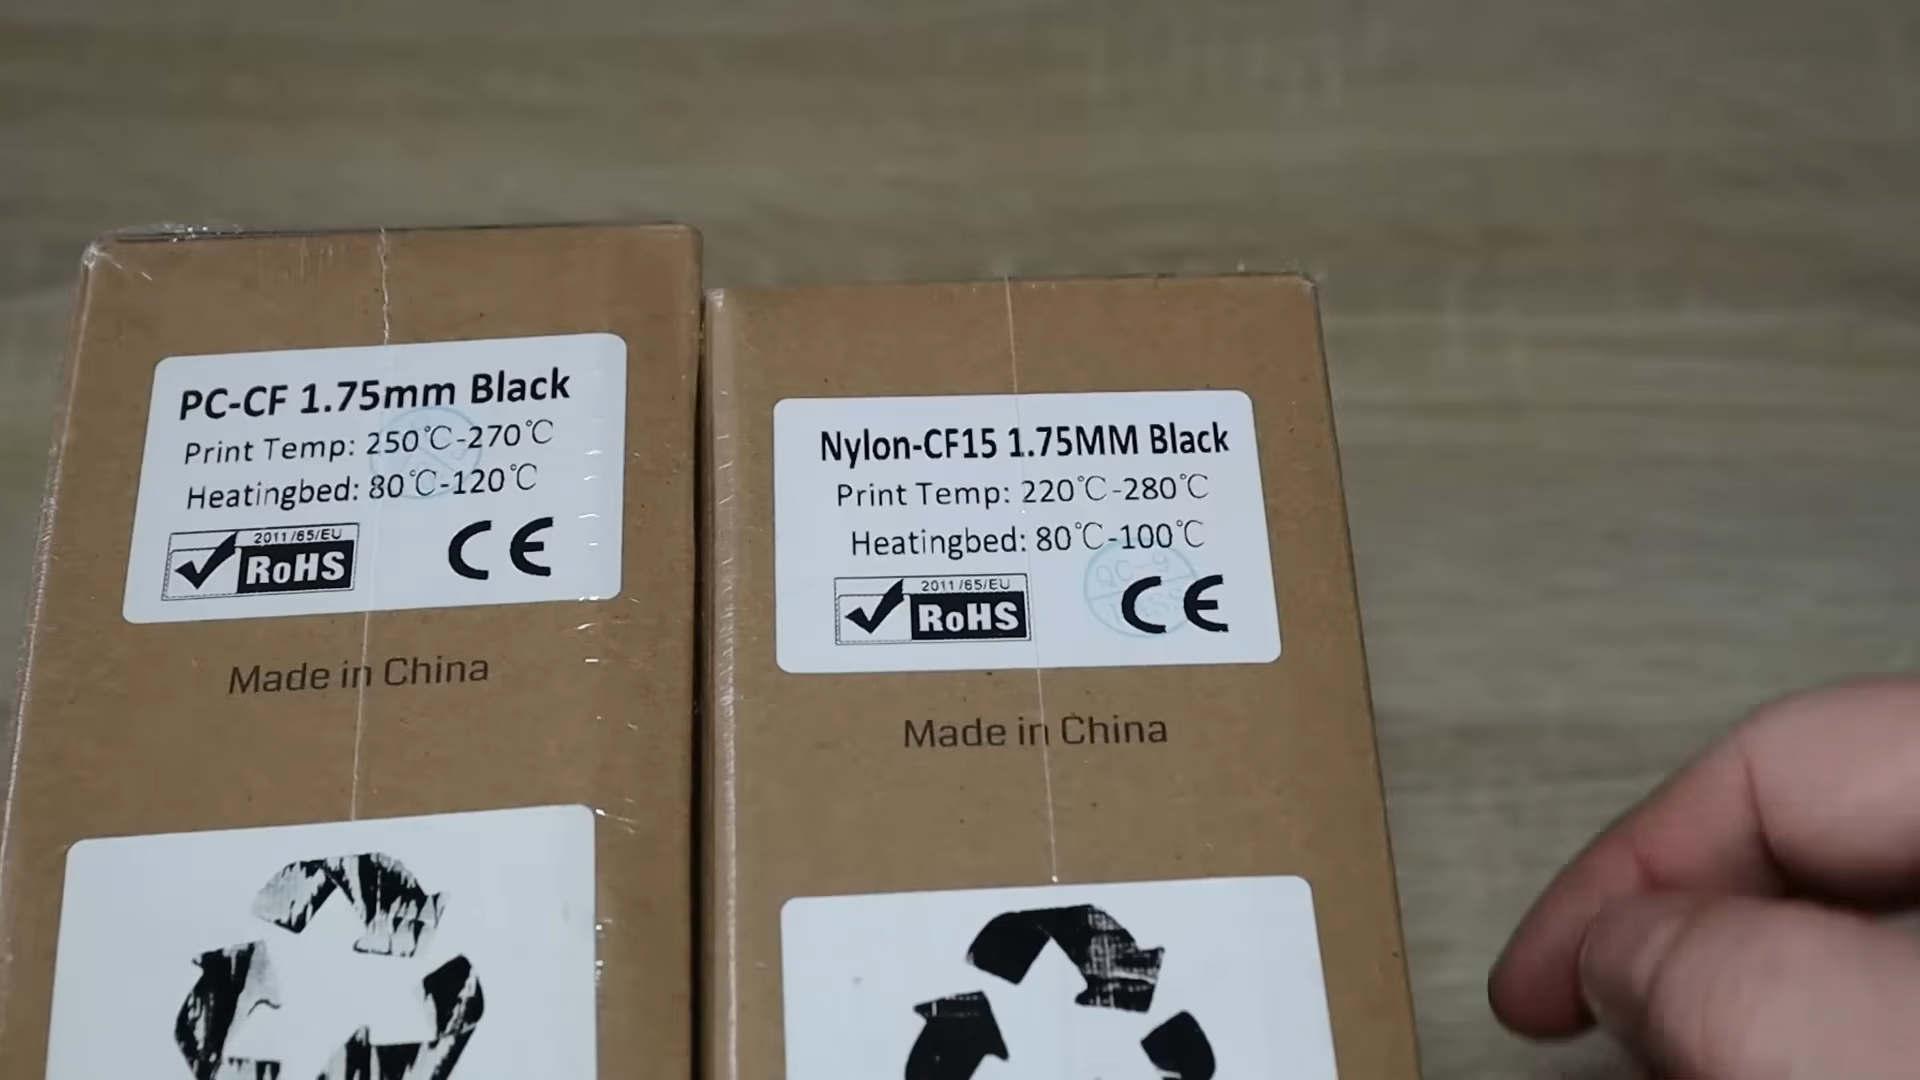 PC-CF 1.75mm Black
Print Temp: 250℃-270℃
Heatingbed: 80℃-120℃
2011/65/EU
RoHS
CE
Made in China
Nylon-CF15 1.75MM Black
Print Temp: 220℃-280℃
Heatingbed: 80℃-100℃
2011/65/EU
RoHS
CE
Made in China